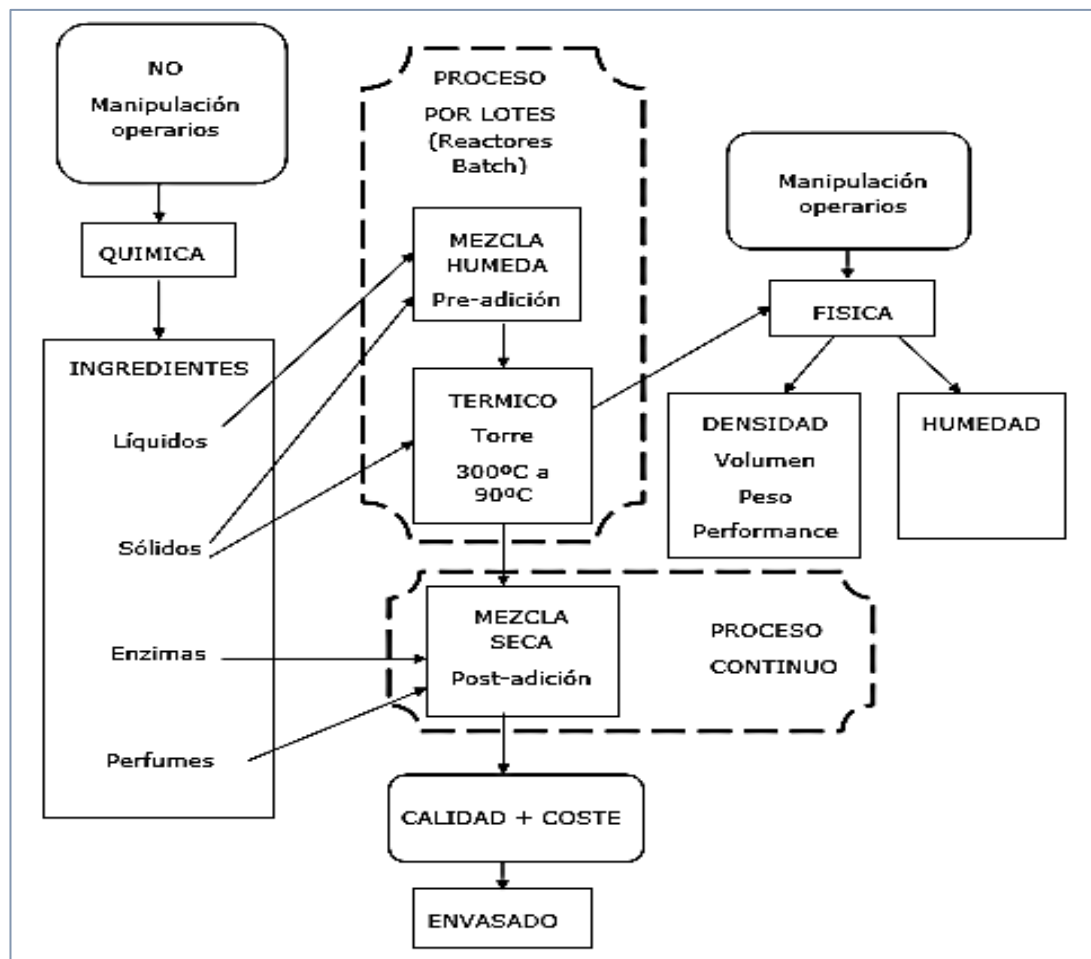 NO
Manipulación
operarios
QUIMICA
INGREDIENTES
Líquidos
Sólidos
Enzimas
Perfumes
PROCESO
POR LOTES
(Reactores
Batch)
MEZCLA
HUMEDA
Pre-adición
TERMICO
Torre
300ºC a
90ºC
Manipulación
operarios
FISICA
DENSIDAD
Volumen
Peso
Performance
HUMEDAD
MEZCLA
SECA
Post-adición
PROCESO
CONTINUO
CALIDAD + COSTE
ENVASADO